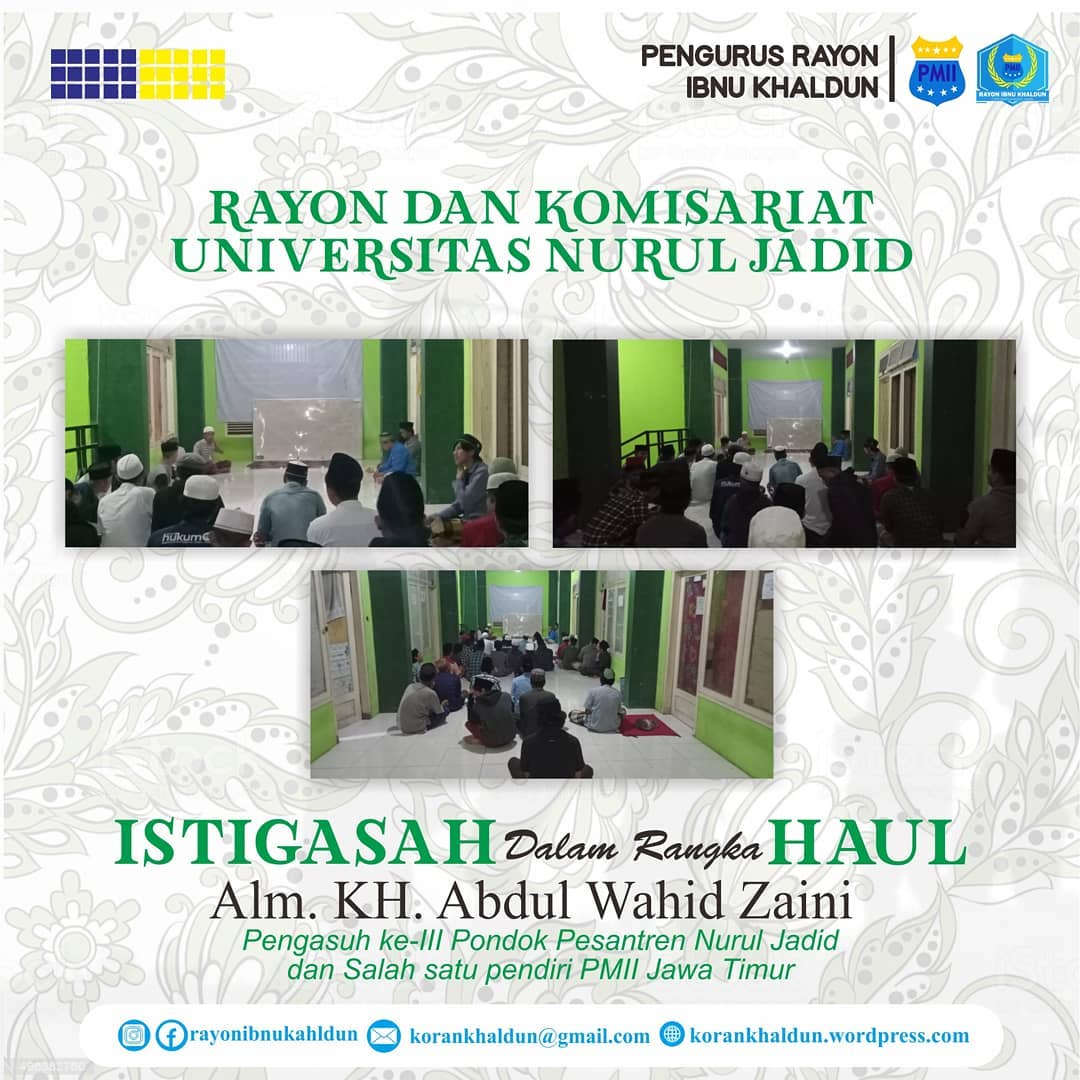 PENGURUS RAYON
IBNU KHALDUN
PMII
PMII
RAYON IBNU KHALDUN
RAYON DAN KOMISARIAT
UNIVERSITAS NURUL JADID
hukum
ISTIGASAH Dalam Rangka HAUL
Alm. KH. Abdul Wahid Zaini
Pengasuh ke-III Pondok Pesantren Nurul Jadid
dan Salah satu pendiri PMII Jawa Timur
rayonibnukahldun korankhaldun@gmail.com korankhaldun.wordpress.com